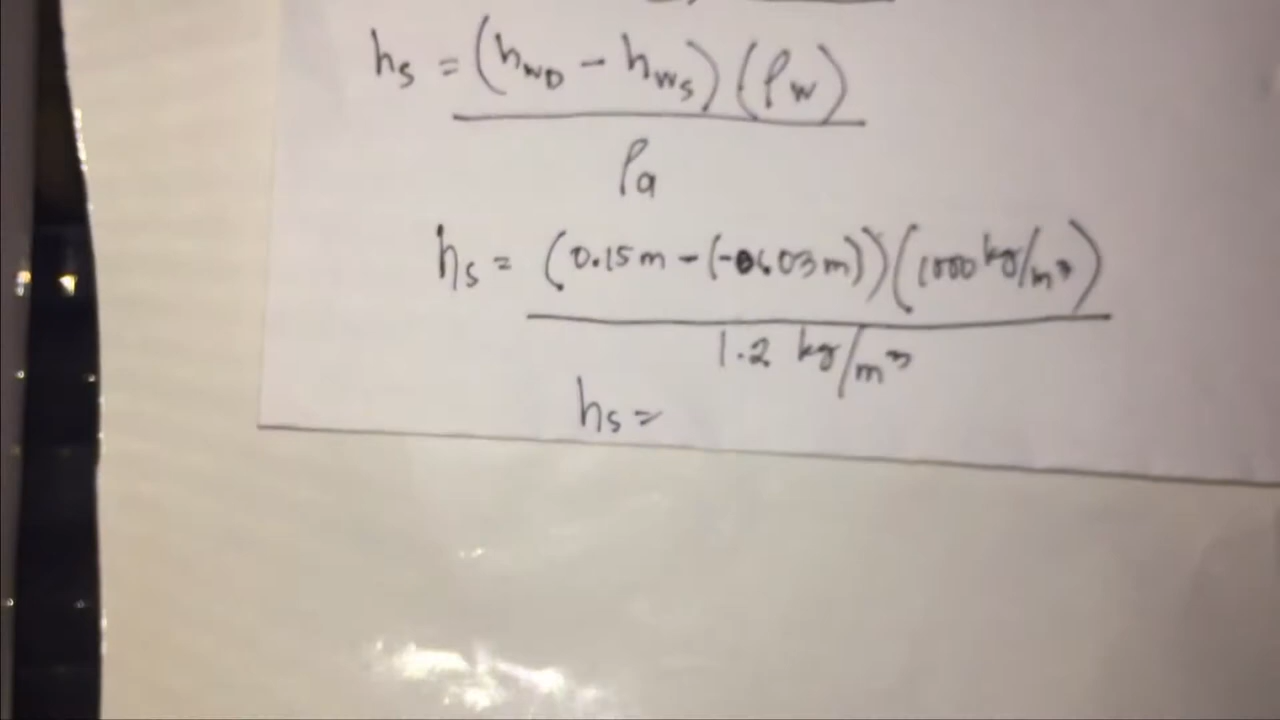 hs = (hwD - hws) (ρw)
ρa
hs = (0.15m - (-0.03m)) (1000 kg/m³)
1.2 kg/m³
hs =